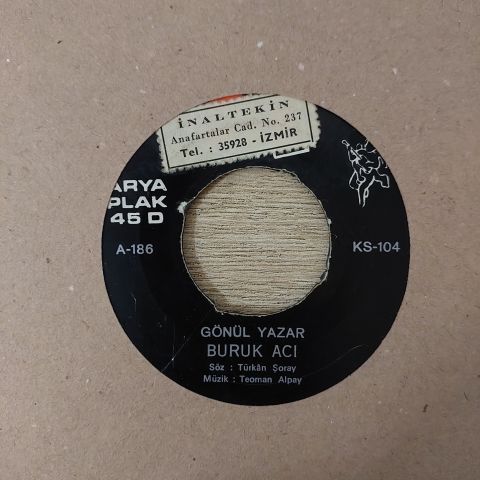 İNALTEKİN
Anafartalar Cad. No. 237
Tel. : 35928 - İZMİR
ARYA
PLAK
45 D
A-186
KS-104
GÖNÜL YAZAR
BURUK ACI
Söz : Türkân Şoray
Müzik : Teoman Alpay